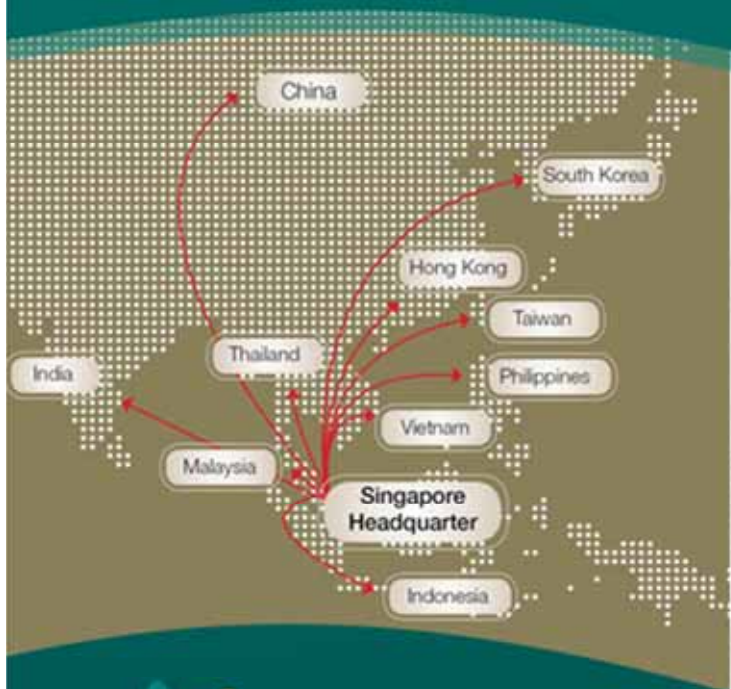 China
South Korea
Hong Kong
Taiwan
Thailand
India
Philippines
Vietnam
Malaysia
Singapore
Headquarter
Indonesia